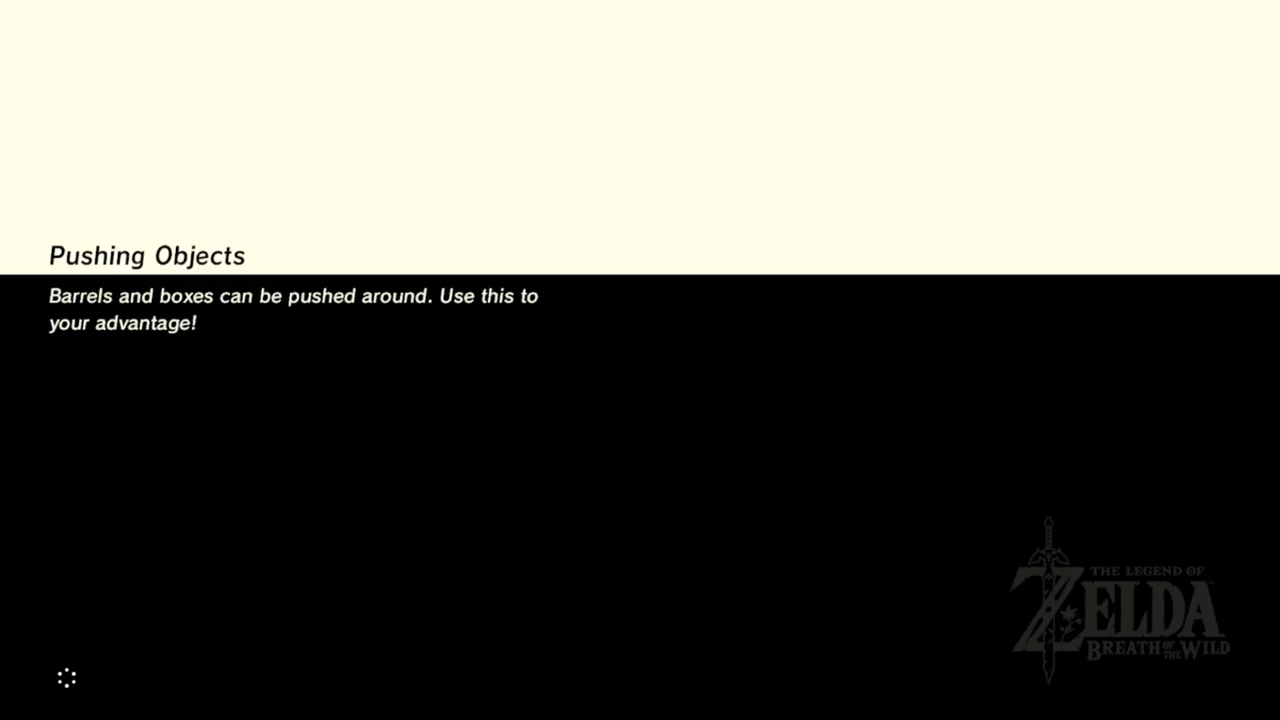 Pushing Objects
Barrels and boxes can be pushed around. Use this to
your advantage!
THE LEGEND OF
ZELDA
BREATH OF THE WILD